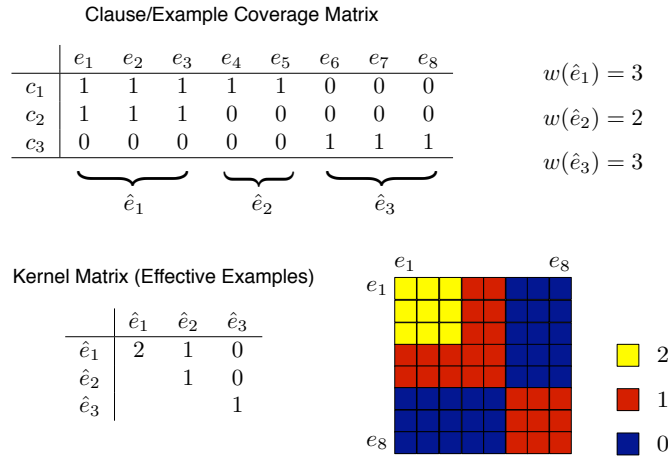 Clause/Example Coverage Matrix
e₁ e₂ e₃ e₄ e₅ e₆ e₇ e₈
c₁ 1 1 1 1 1 0 0 0
c₂ 1 1 1 0 0 0 0 0
c₃ 0 0 0 0 0 1 1 1
ê₁ ê₂ ê₃
w(ê₁) = 3
w(ê₂) = 2
w(ê₃) = 3
Kernel Matrix (Effective Examples)
ê₁ ê₂ ê₃
ê₁ 2 1 0
ê₂ 1 0
ê₃ 1
e₁ e₈
e₁
e₈
2
1
0